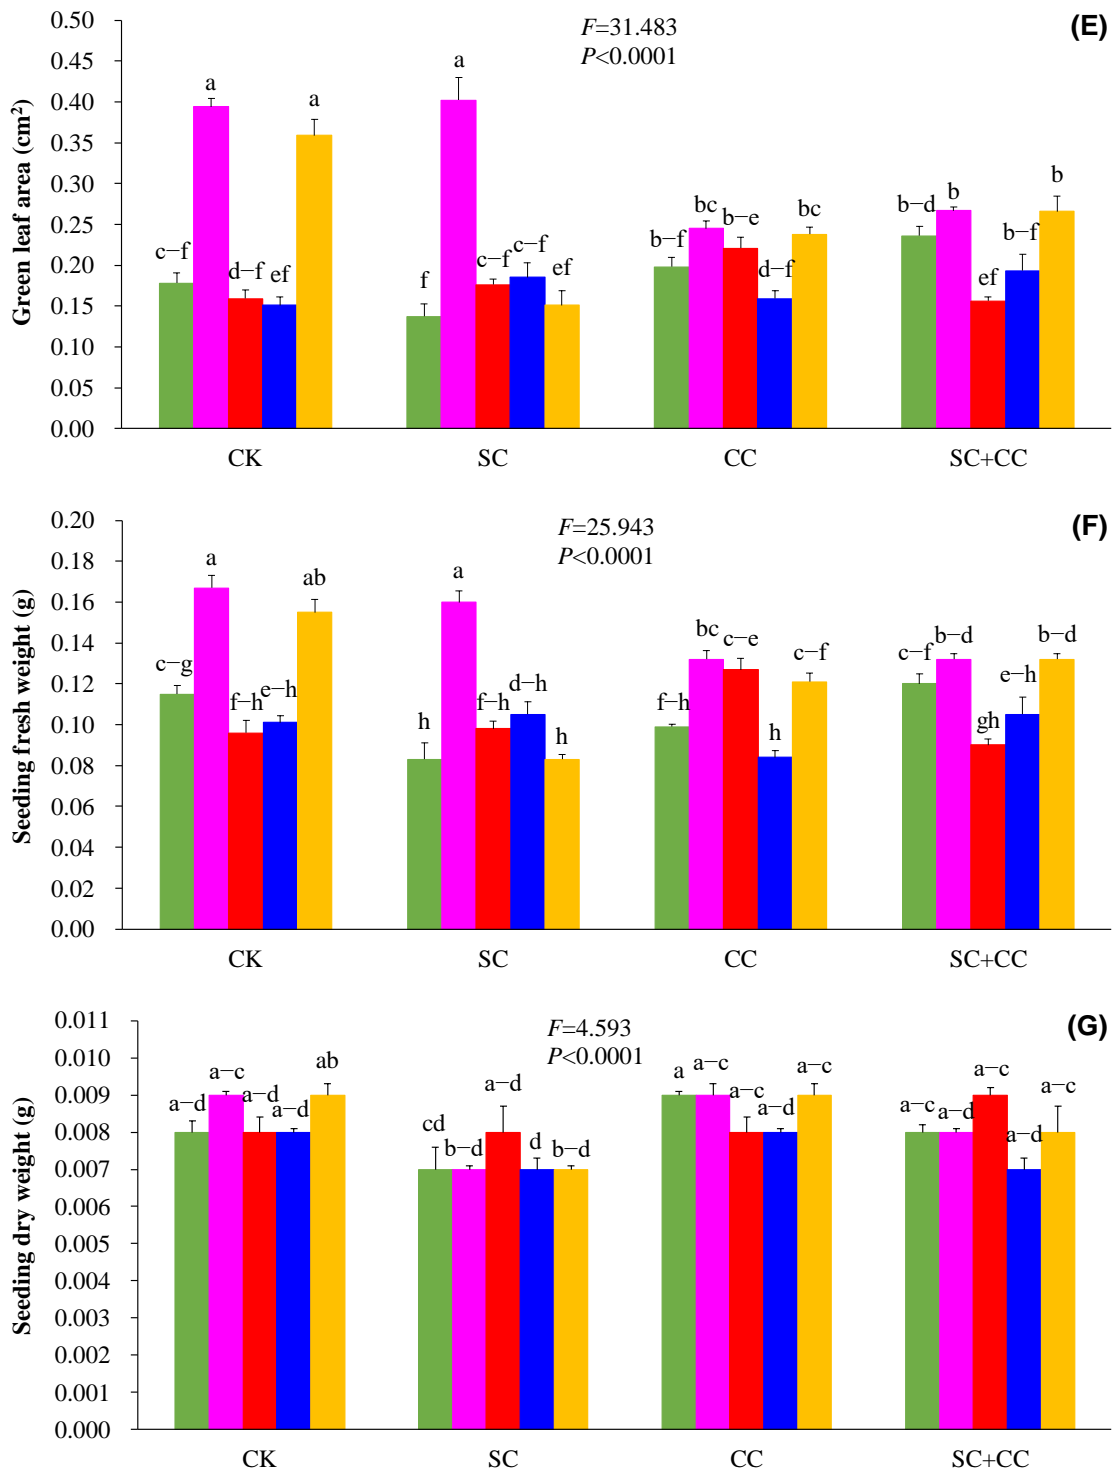 (E)
F=31.483
P<0.0001
Green leaf area (cm²)
0.50
0.45
0.40
0.35
0.30
0.25
0.20
0.15
0.10
0.05
0.00
c−f
a
d−f
ef
a
f
a
c−f
c−f
ef
b−f
bc
b−e
d−f
bc
b−d
b
ef
b−f
b
CK
SC
CC
SC+CC
(F)
F=25.943
P<0.0001
Seeding fresh weight (g)
0.20
0.18
0.16
0.14
0.12
0.10
0.08
0.06
0.04
0.02
0.00
c−g
a
f−h
e−h
ab
h
a
f−h
d−h
h
f−h
bc
c−e
h
c−f
c−f
b−d
gh
e−h
b−d
CK
SC
CC
SC+CC
(G)
F=4.593
P<0.0001
Seeding dry weight (g)
0.011
0.010
0.009
0.008
0.007
0.006
0.005
0.004
0.003
0.002
0.001
0.000
a−d
a−c
a−d
a−d
ab
cd
b−d
a−d
d
b−d
a
a−c
a−c
a−d
a−c
a−c
a−d
a−c
a−d
a−c
CK
SC
CC
SC+CC